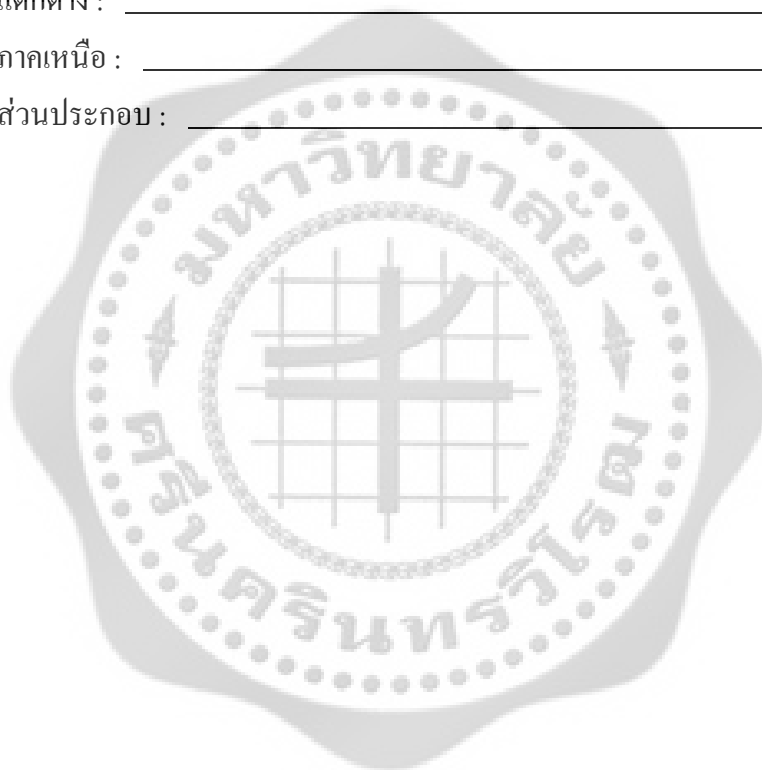 แตกต่าง :
ภาคเหนือ :
ส่วนประกอบ :
มหาวิทยาลัย
ศรีนครินทรวิโรฒ